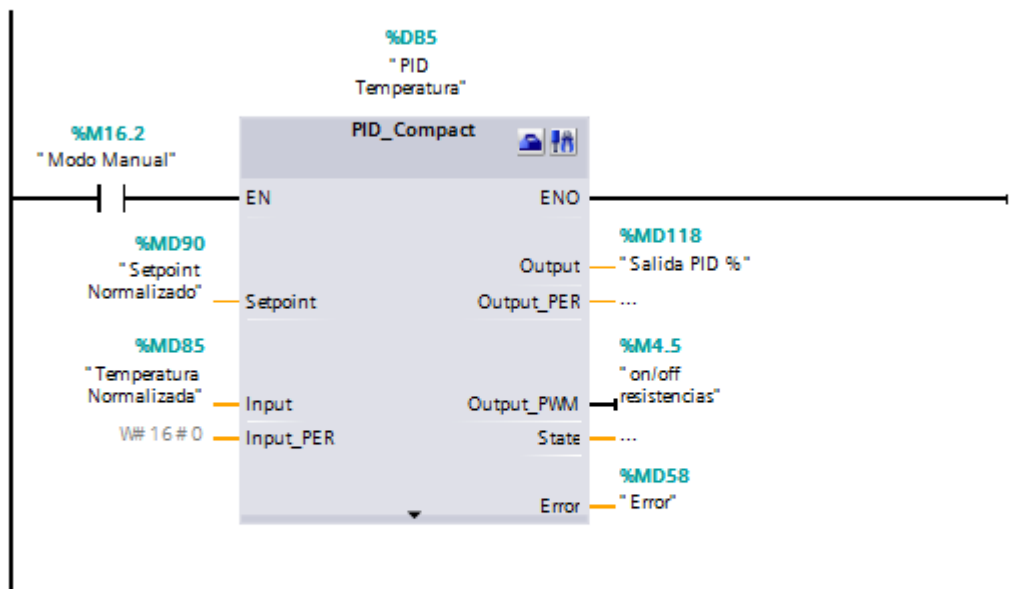 %DB5
"PID
Temperatura"
%M16.2
"Modo Manual"
PID_Compact
EN
ENO
%MD90
"Setpoint
Normalizado"
Setpoint
Output
%MD118
"Salida PID %"
Output_PER
...
%MD85
"Temperatura
Normalizada"
Input
%M4.5
"on/off
resistencias"
Output_PWM
W#16#0
Input_PER
State
...
%MD58
"Error"
Error